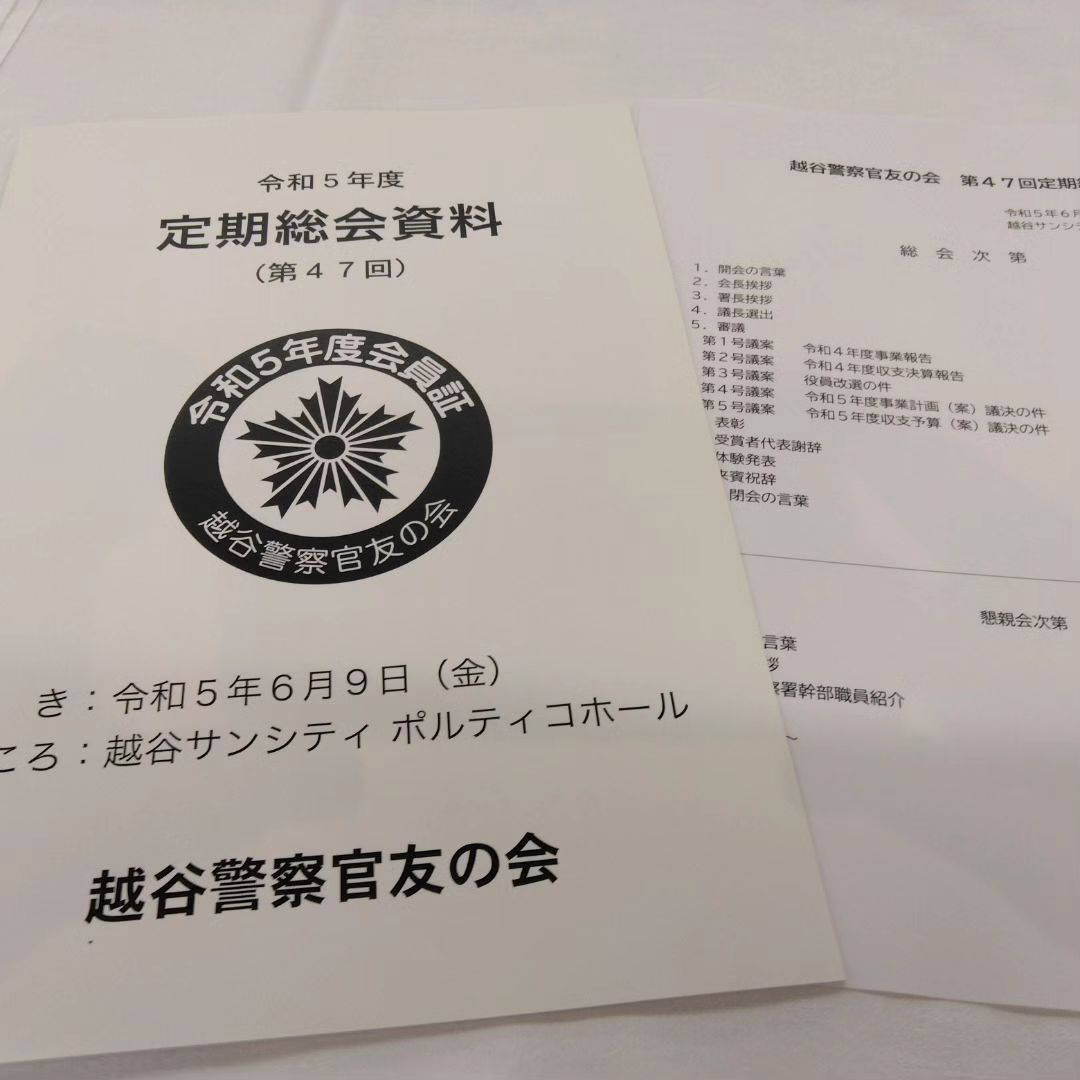 令和５年度
定期総会資料
（第４７回）
令和5年度会員証
越谷警察官友の会
き：令和５年６月９日（金）
ころ：越谷サンシティ ポルティコホール
越谷警察官友の会
越谷警察官友の会　第４７回定期
令和５年６月
越谷サンシテ
総 会 次 第
１．開会の言葉
２．会長挨拶
３．署長挨拶
４．議長選出
５．審議
第１号議案　令和４年度事業報告
第２号議案　令和４年度収支決算報告
第３号議案　役員改選の件
第４号議案　令和５年度事業計画（案）議決の件
第５号議案　令和５年度収支予算（案）議決の件
表彰
受賞者代表謝辞
体験発表
来賓祝辞
閉会の言葉
懇親会次第
言葉
拶
察署幹部職員紹介
～